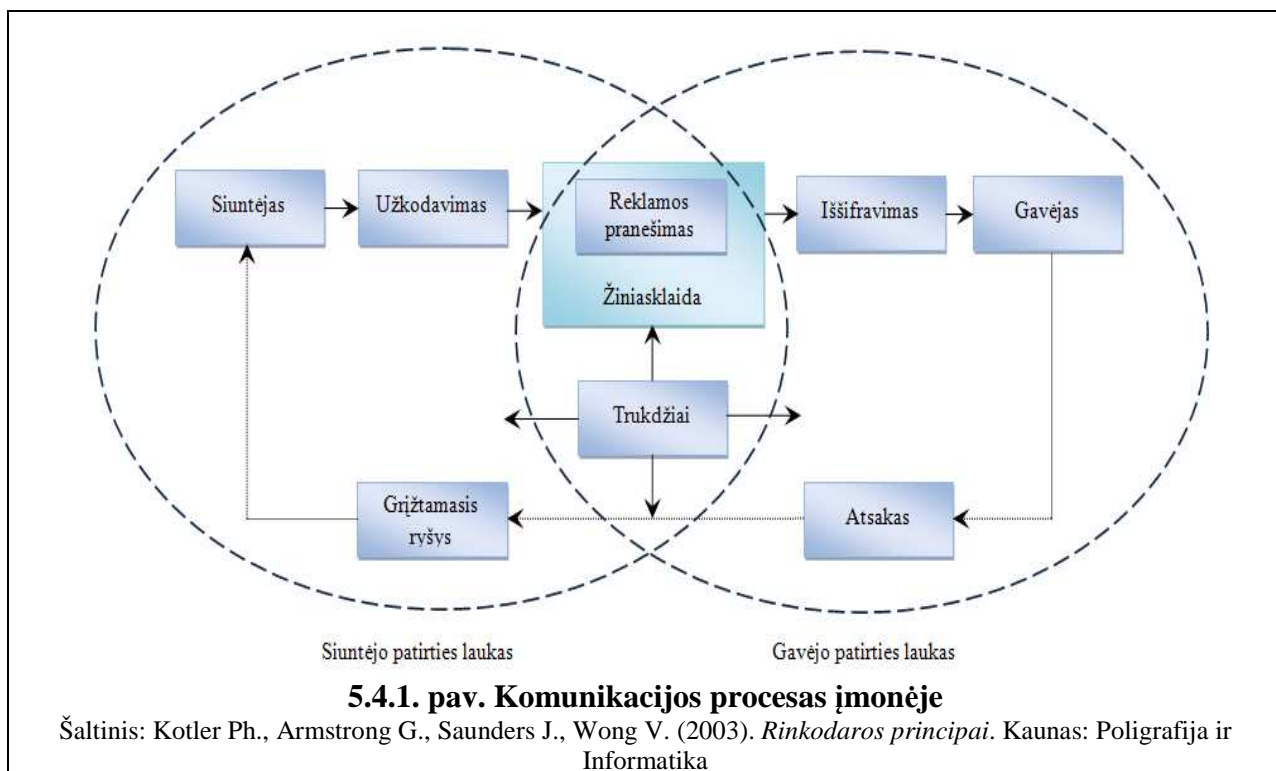 Siuntėjas
Užkodavimas
Reklamos
pranešimas
Žiniasklaida
Iššifravimas
Gavėjas
Trukdžiai
Grįžtamasis
ryšys
Atsakas
Siuntėjo patirties laukas
Gavėjo patirties laukas
5.4.1. pav. Komunikacijos procesas įmonėje
Šaltinis: Kotler Ph., Armstrong G., Saunders J., Wong V. (2003). Rinkodaros principai. Kaunas: Poligrafija ir
Informatika